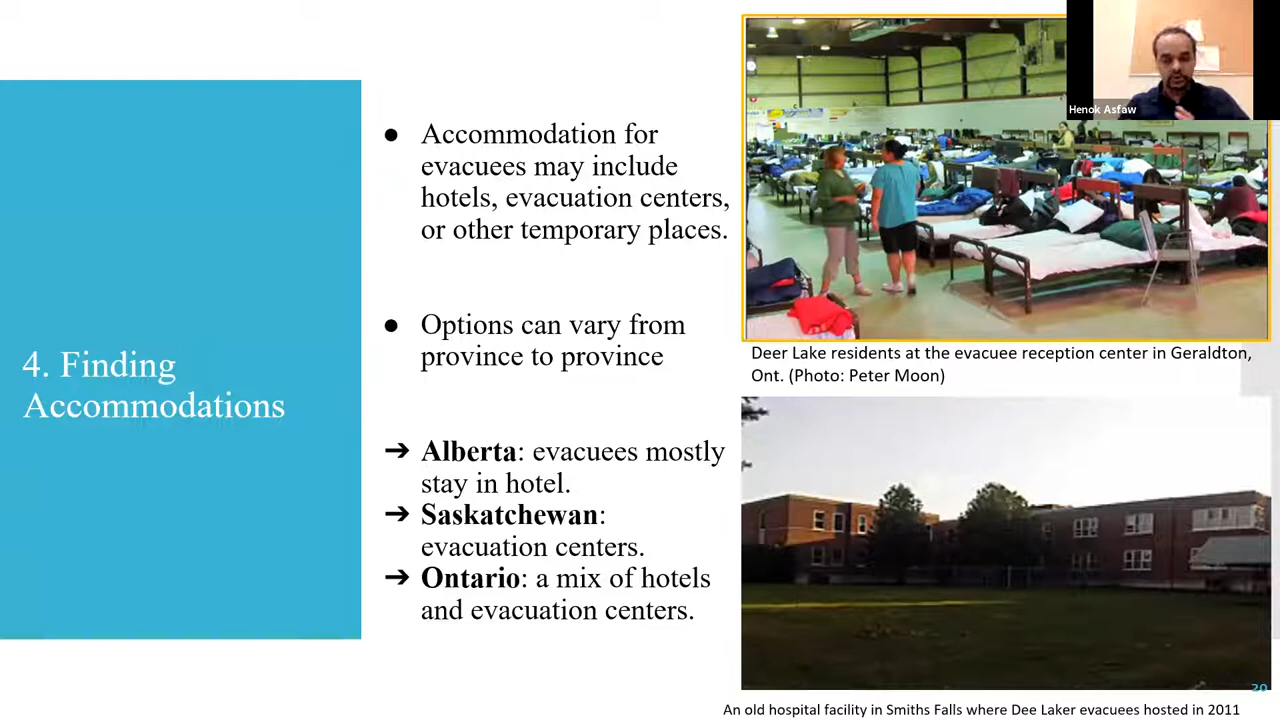 Henok Asfaw
4. Finding
Accommodations
● Accommodation for
evacuees may include
hotels, evacuation centers,
or other temporary places.
● Options can vary from
province to province
➔ Alberta: evacuees mostly
stay in hotel.
➔ Saskatchewan:
evacuation centers.
➔ Ontario: a mix of hotels
and evacuation centers.
Deer Lake residents at the evacuee reception center in Geraldton,
Ont. (Photo: Peter Moon)
An old hospital facility in Smiths Falls where Dee Laker evacuees hosted in 2011
20